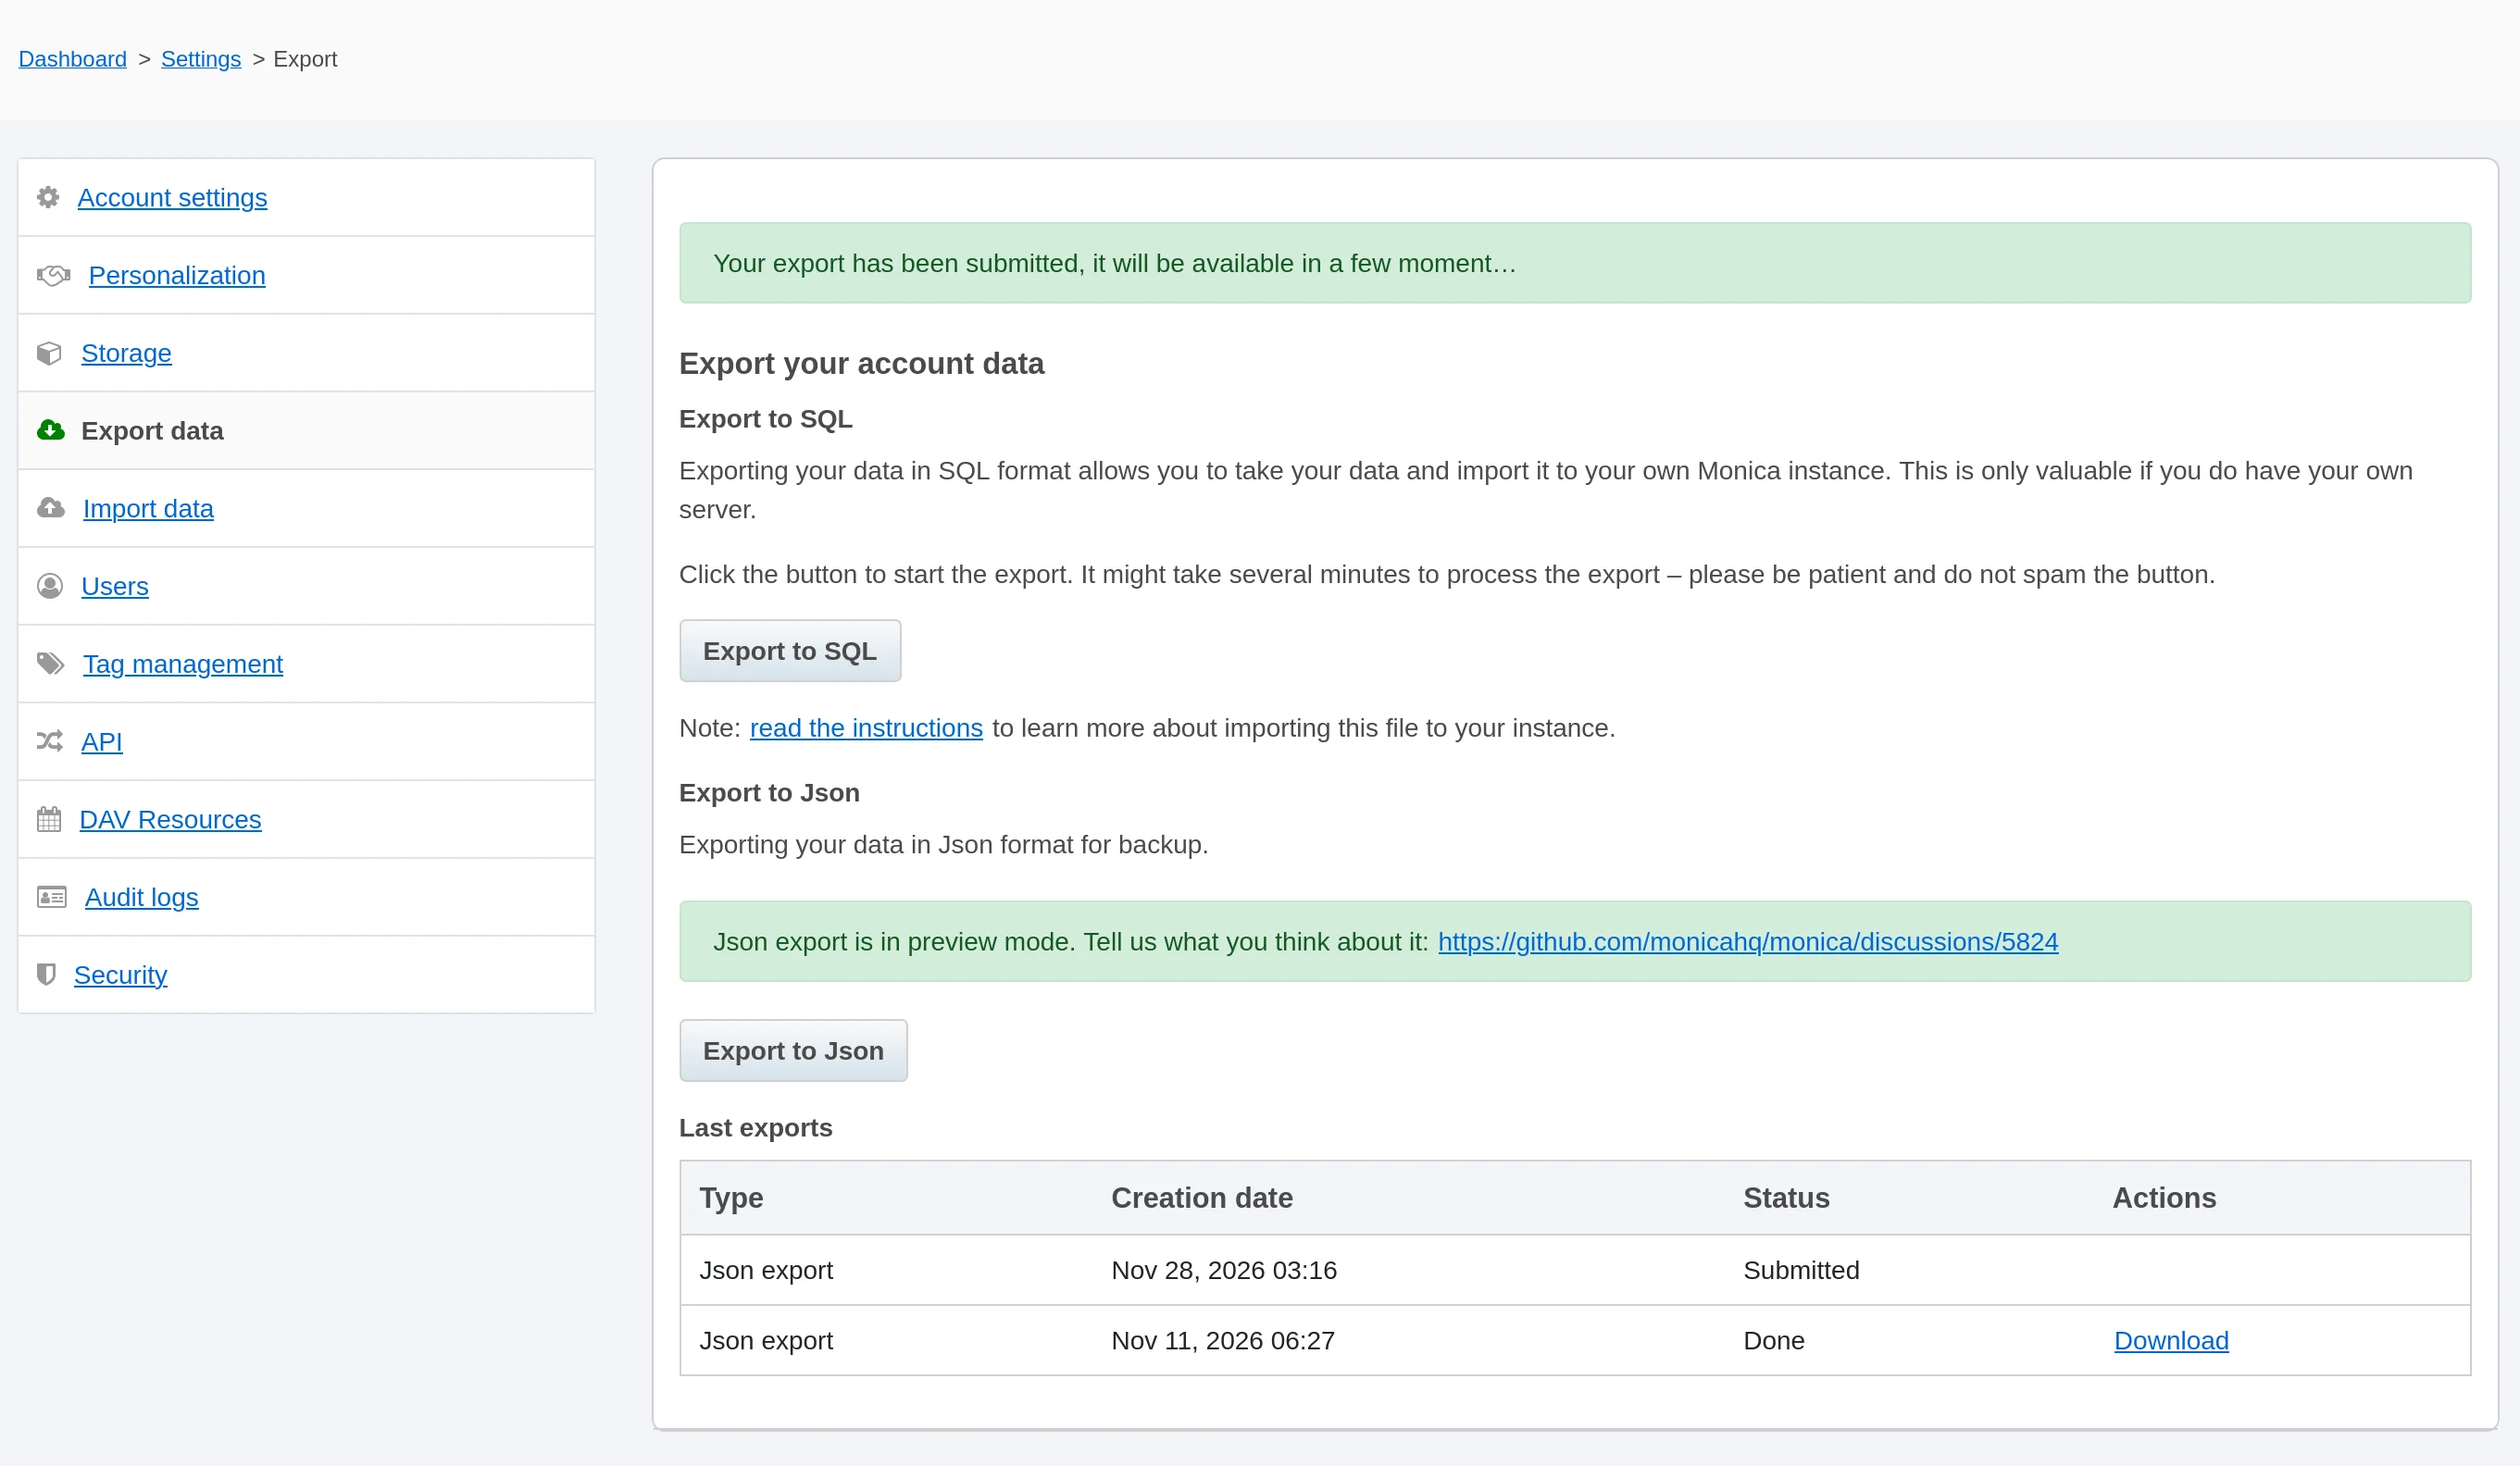 Dashboard > Settings > Export
Account settings
Personalization
Storage
Export data
Import data
Users
Tag management
API
DAV Resources
Audit logs
Security
Your export has been submitted, it will be available in a few moment…
Export your account data
Export to SQL
Exporting your data in SQL format allows you to take your data and import it to your own Monica instance. This is only valuable if you do have your own
server.
Click the button to start the export. It might take several minutes to process the export – please be patient and do not spam the button.
Export to SQL
Note: read the instructions to learn more about importing this file to your instance.
Export to Json
Exporting your data in Json format for backup.
Json export is in preview mode. Tell us what you think about it: https://github.com/monicahq/monica/discussions/5824
Export to Json
Last exports
Type Creation date Status Actions
Json export Nov 28, 2026 03:16 Submitted
Json export Nov 11, 2026 06:27 Done Download